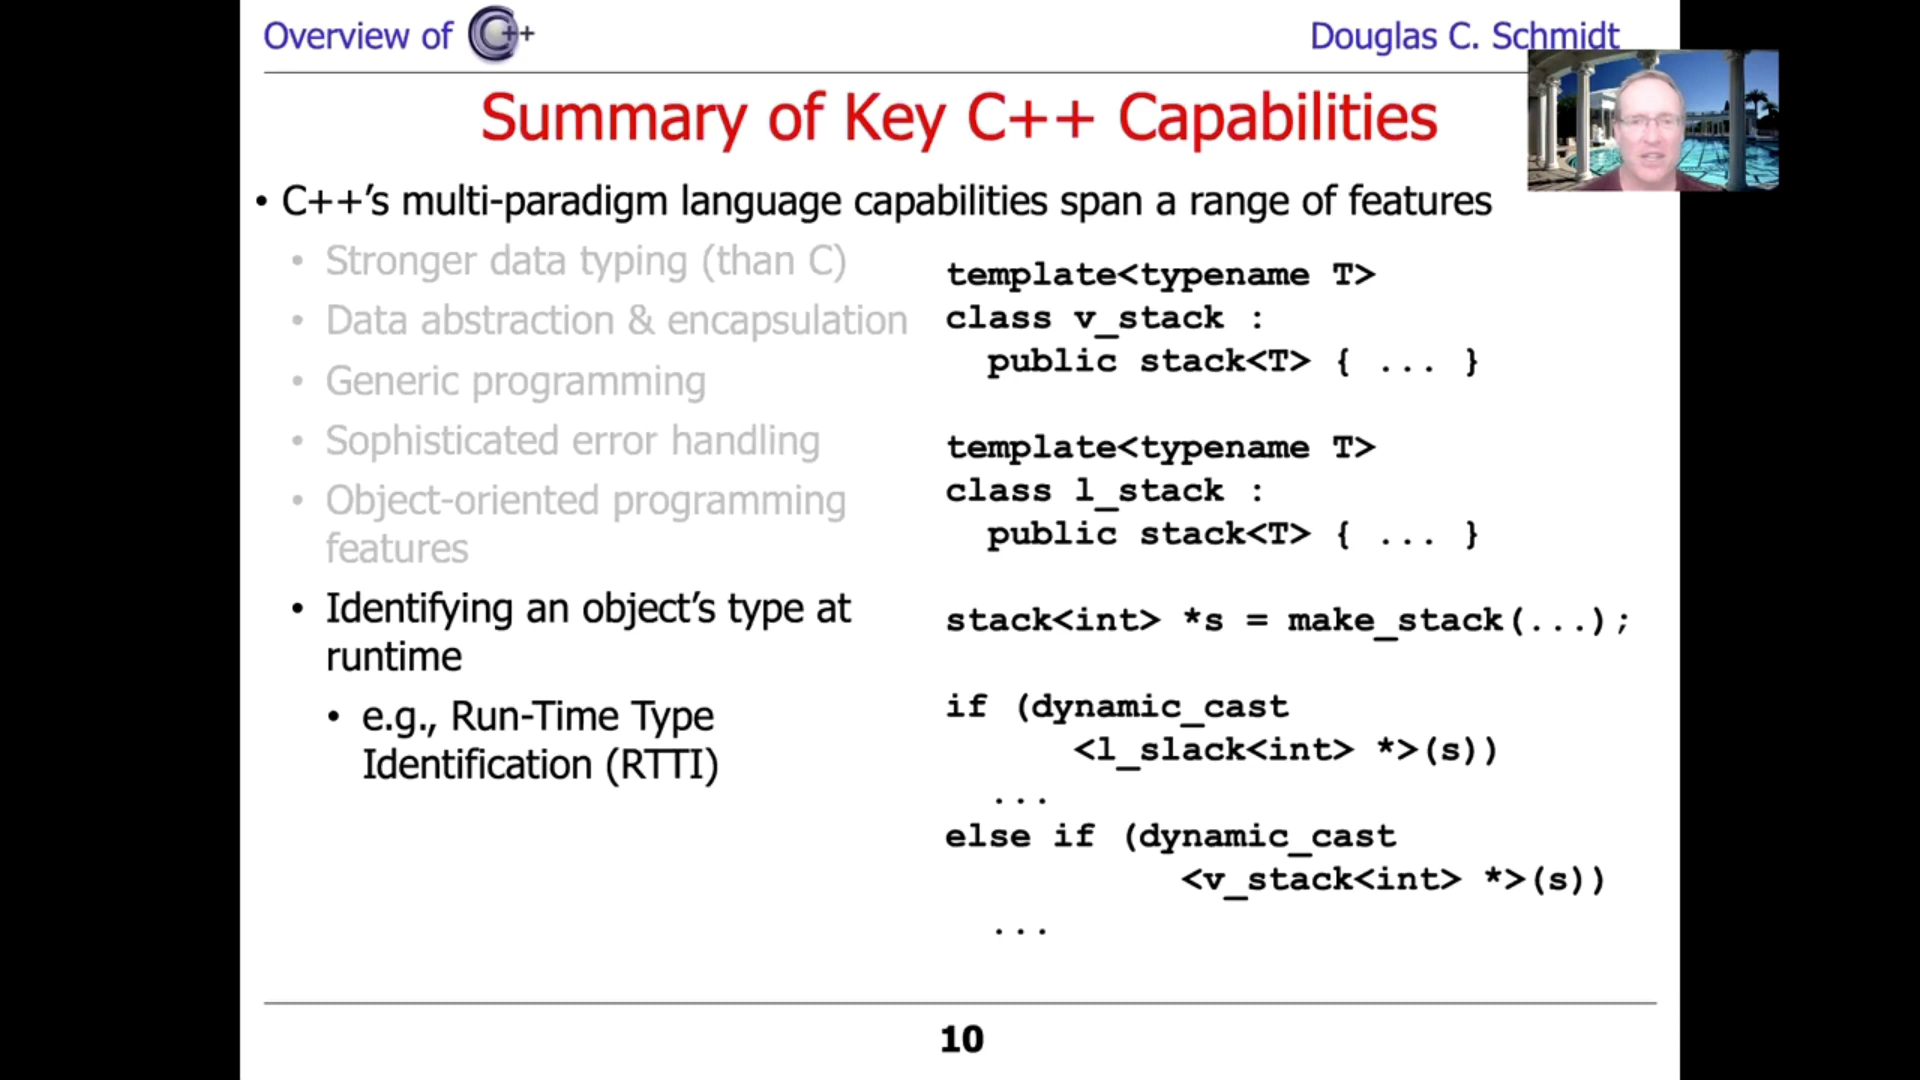 Overview of C++
Douglas C. Schmidt
Summary of Key C++ Capabilities
• C++’s multi-paradigm language capabilities span a range of features
• Stronger data typing (than C)
• Data abstraction & encapsulation
• Generic programming
• Sophisticated error handling
• Object-oriented programming
features
• Identifying an object’s type at
runtime
• e.g., Run-Time Type
Identification (RTTI)
template<typename T>
class v_stack :
public stack<T> { ... }
template<typename T>
class l_stack :
public stack<T> { ... }
stack<int> *s = make_stack(...);
if (dynamic_cast
<l_slack<int> *>(s))
...
else if (dynamic_cast
<v_stack<int> *>(s))
...
10